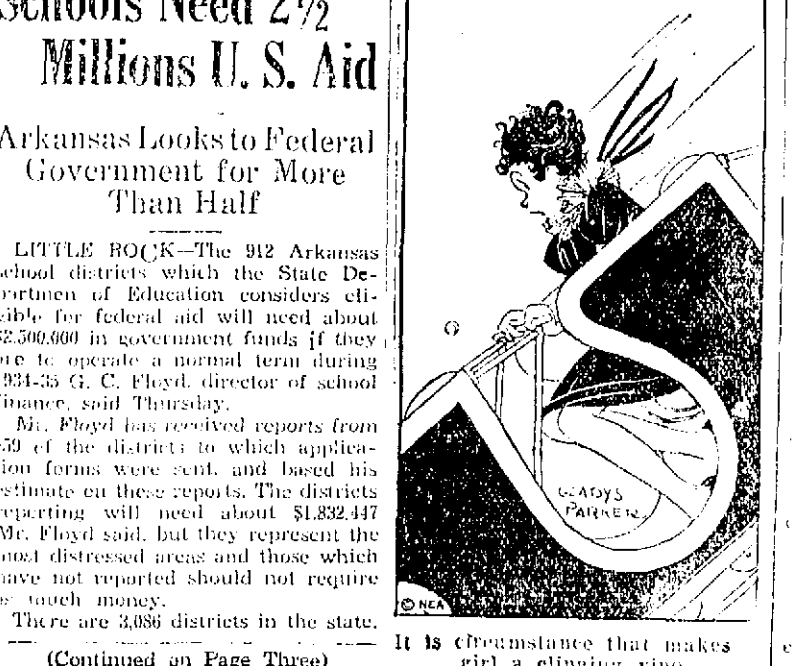 Schools Need 2½
Millions U. S. Aid
Arkansas Looks to Federal
Government for More
Than Half
LITTLE ROCK—The 912 Arkansas
school districts which the State De-
partmen of Education considers eli-
gible for federal aid will need about
$2,500,000 in government funds if they
are to operate a normal term during
1934-35 G. C. Floyd, director of school
finance, said Thursday.
Mr. Floyd has received reports from
659 of the districts to which applica-
tion forms were sent, and based his
estimate on these reports. The districts
reporting will need about $1,832,447
Mr. Floyd said, but they represent the
most distressed areas and those which
have not reported should not require
as much money.
There are 3,086 districts in the state.
(Continued on Page Three)
GLADYS
PARKER
© NEA
It is circumstance that makes
girl a clinging vine